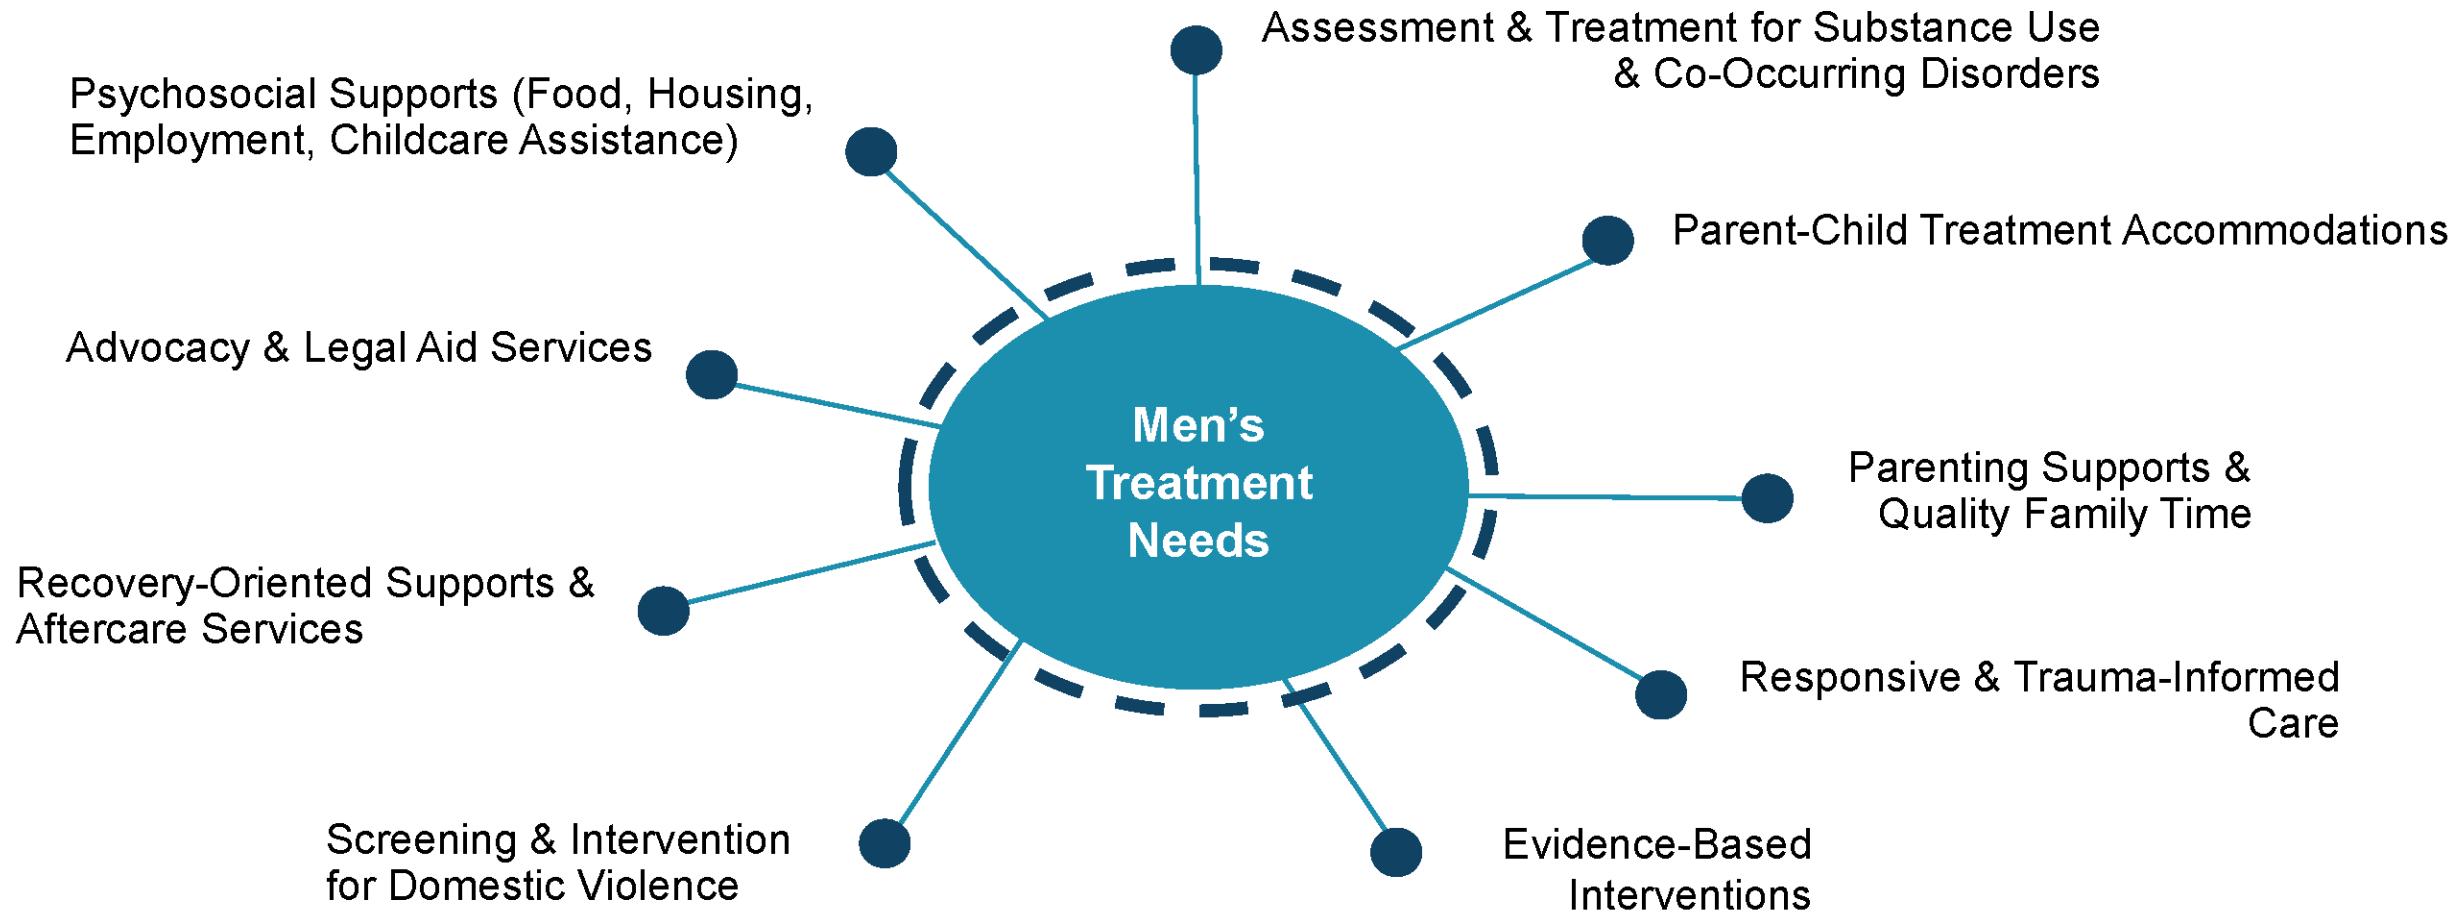 Assessment & Treatment for Substance Use
& Co-Occurring Disorders
Psychosocial Supports (Food, Housing,
Employment, Childcare Assistance)
Parent-Child Treatment Accommodations
Advocacy & Legal Aid Services
Men's
Treatment
Needs
Parenting Supports &
Quality Family Time
Recovery-Oriented Supports &
Aftercare Services
Responsive & Trauma-Informed
Care
Screening & Intervention
for Domestic Violence
Evidence-Based
Interventions